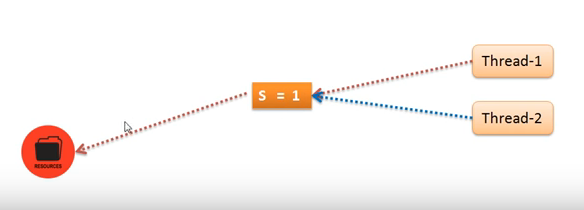 Thread-1
S = 1
Thread-2
RESOURCES